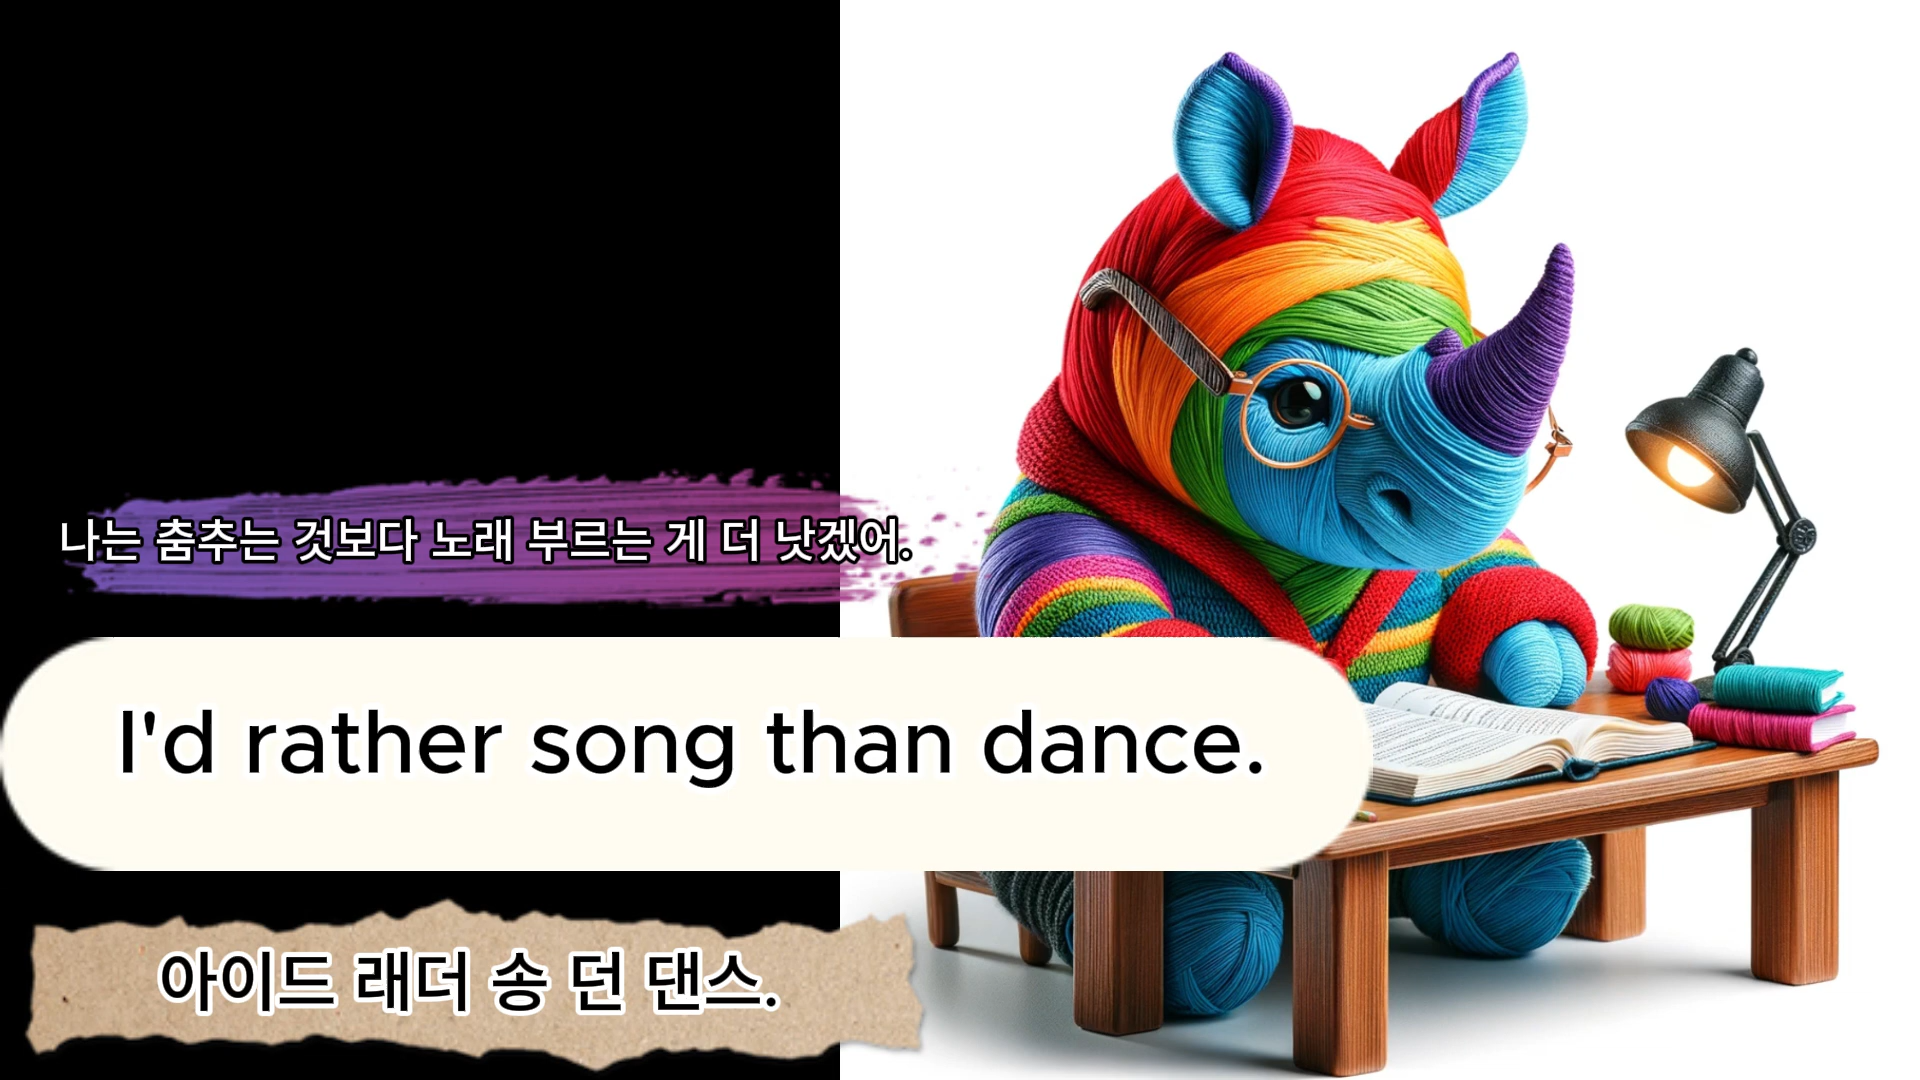 나는 춤추는 것보다 노래 부르는 게 더 낫겠어.
I'd rather song than dance.
아이드 래더 송 던 댄스.